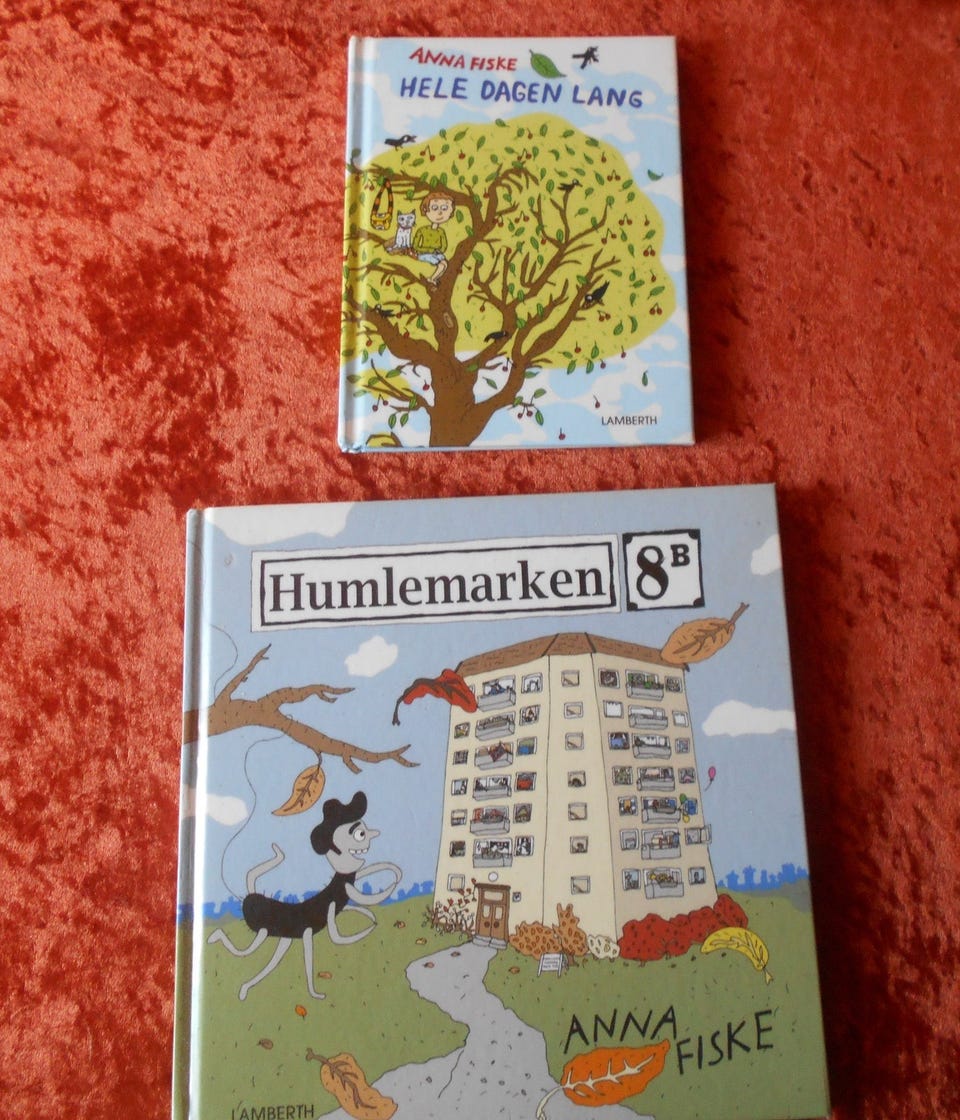 ANNA FISKE
HELE DAGEN LANG
LAMBERTH
Humlemarken 8B
ANNA
FISKE
LAMBERTH